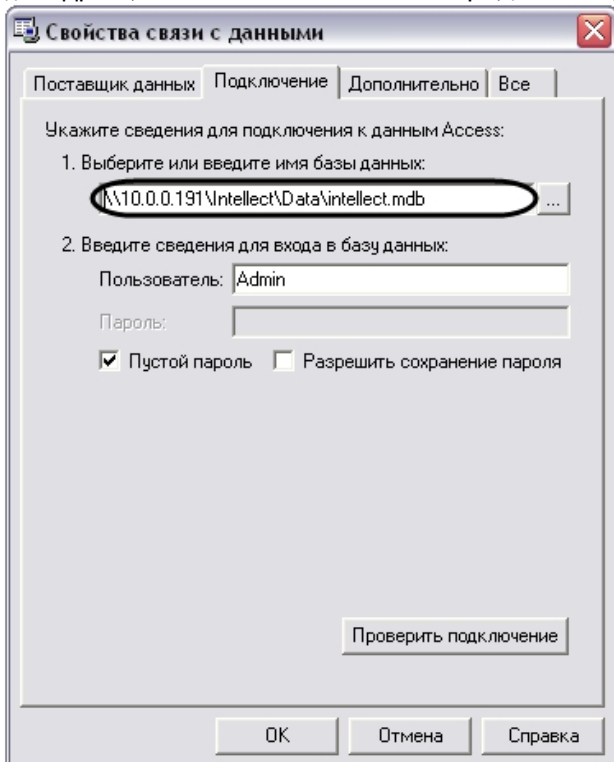 Свойства связи с данными
Поставщик данных Подключение Дополнительно Все
Укажите сведения для подключения к данным Access:
1. Выберите или введите имя базы данных:
\\10.0.0.191\Intellect\Data\intellect.mdb ...
2. Введите сведения для входа в базу данных:
Пользователь: Admin
Пароль:
Пустой пароль Разрешить сохранение пароля
Проверить подключение
ОК Отмена Справка